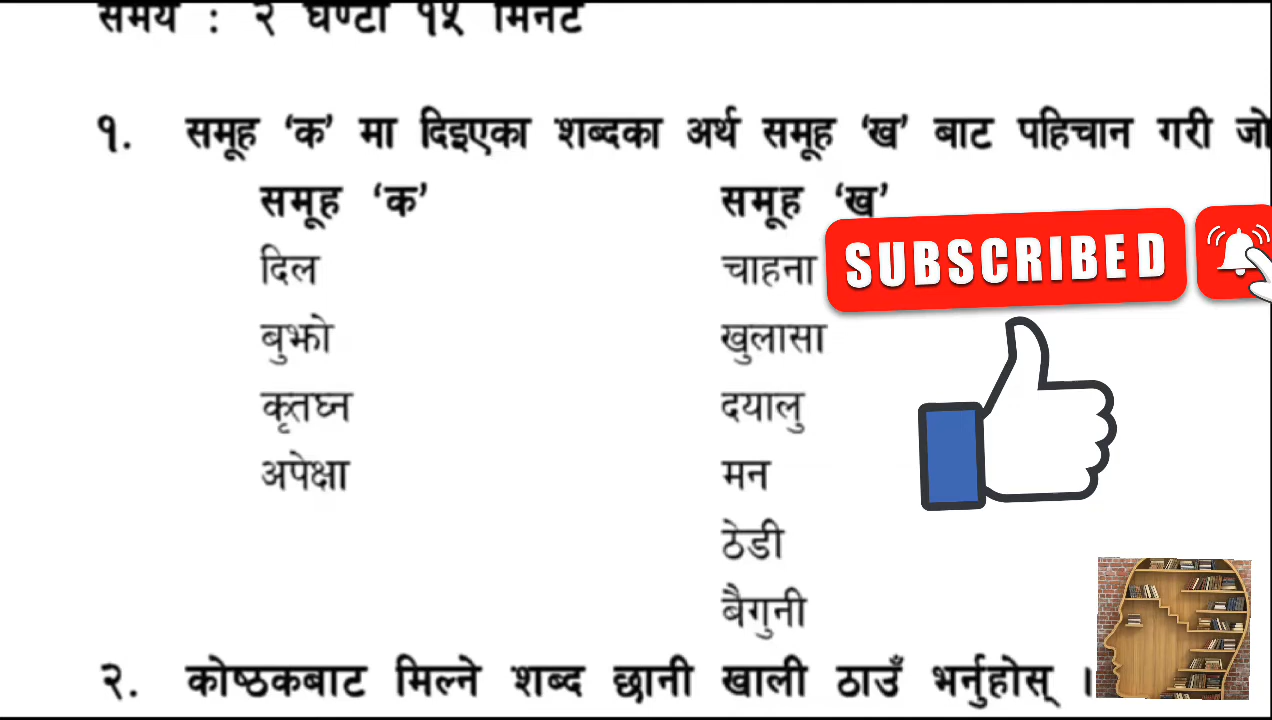 समय : २ घण्टा १५ मिनेट
१. समूह ‘क’ मा दिइएका शब्दका अर्थ समूह ‘ख’ बाट पहिचान गरी
समूह ‘क’ समूह ‘ख’
दिल चाहना
SUBSCRIBED
बुझो खुलासा
कृतघ्न दयालु
अपेक्षा मन
ठेडी
बैगुनी
२. कोष्ठकबाट मिल्ने शब्द छानी खाली ठाउँ भर्नुहोस् ।